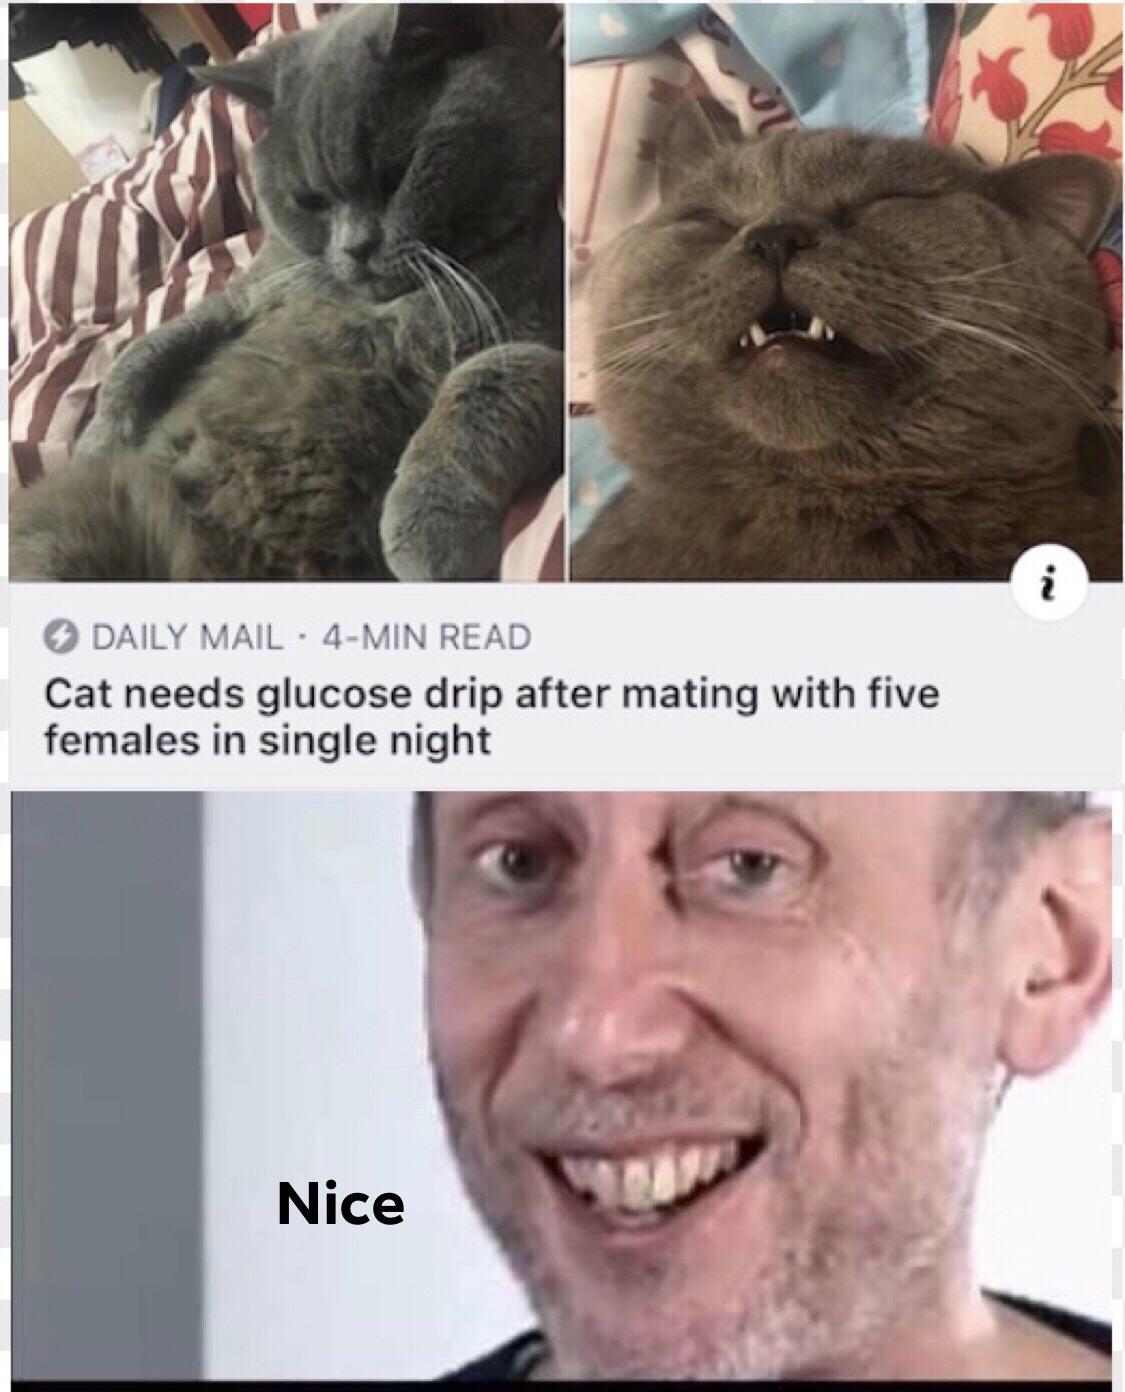 DAILY MAIL · 4-MIN READ
Cat needs glucose drip after mating with five
females in single night
Nice